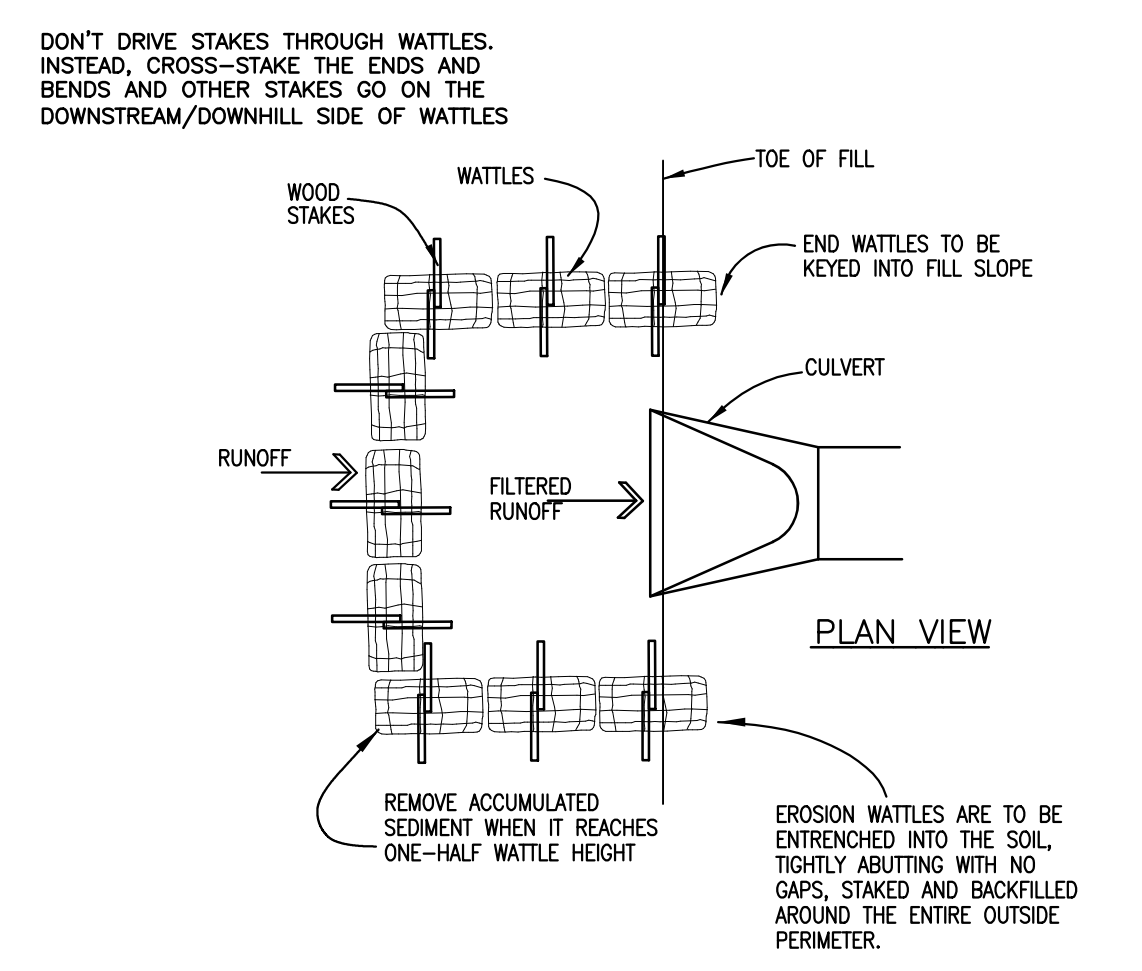 DON'T DRIVE STAKES THROUGH WATTLES.
INSTEAD, CROSS-STAKE THE ENDS AND
BENDS AND OTHER STAKES GO ON THE
DOWNSTREAM/DOWNHILL SIDE OF WATTLES
TOE OF FILL
WATTLES
WOOD
STAKES
END WATTLES TO BE
KEYED INTO FILL SLOPE
CULVERT
RUNOFF
FILTERED
RUNOFF
PLAN VIEW
REMOVE ACCUMULATED
SEDIMENT WHEN IT REACHES
ONE-HALF WATTLE HEIGHT
EROSION WATTLES ARE TO BE
ENTRENCHED INTO THE SOIL,
TIGHTLY ABUTTING WITH NO
GAPS, STAKED AND BACKFILLED
AROUND THE ENTIRE OUTSIDE
PERIMETER.